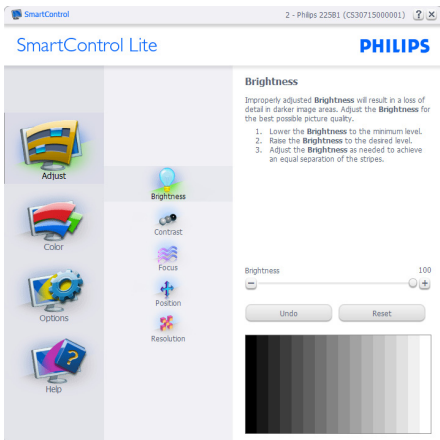 SmartControl
2 - Philips 225B1 (CS30715000001)
SmartControl Lite
PHILIPS
Adjust
Color
Options
Help
Brightness
Contrast
Focus
Position
Resolution
Brightness
Improperly adjusted Brightness will result in a loss of
detail in darker image areas. Adjust the Brightness for
the best possible picture quality.
1. Lower the Brightness to the minimum level.
2. Rase the Brightness to the desired level.
3. Adjust the Brightness as needed to achieve
an equal separation of the stripes.
Brightness 100
Undo
Reset